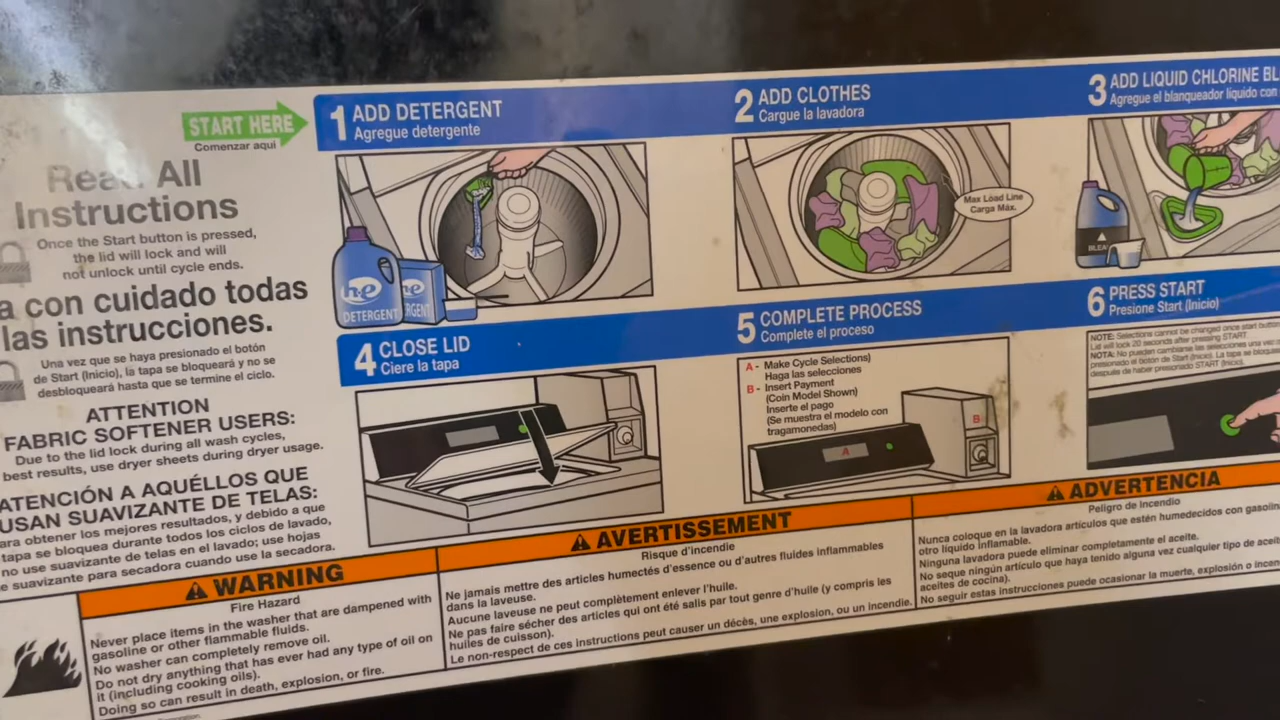 START HERE
Comenzar aquí
Read All
Instructions
Once the Start button is pressed,
the lid will lock and will
not unlock until cycle ends.
a con cuidado todas
las instrucciones.
Una vez que se haya presionado el botón
de Start (Inicio), la tapa se bloqueará y no se
desbloqueará hasta que se termine el ciclo.
ATTENTION
FABRIC SOFTENER USERS:
Due to the lid lock during all wash cycles,
best results, use dryer sheets during dryer usage.
ATENCIÓN A AQUÉLLOS QUE
USAN SUAVIZANTE DE TELAS:
ara obtener los mejores resultados, y debido a que
tapa se bloquea durante todos los ciclos de lavado,
no use suavizante de telas en el lavado; use hojas
e suavizante para secadora cuando use la secadora.
1 ADD DETERGENT
Agregue detergente
he
DETERGENT
he
RGENT
2 ADD CLOTHES
Cargue la lavadora
Max Load Line
Carga Máx.
3 ADD LIQUID CHLORINE BL
Agregue el blanqueador líquido con
BLEA
4 CLOSE LID
Cierre la tapa
5 COMPLETE PROCESS
Complete el proceso
A - Make Cycle Selections)
Haga las selecciones
B - Insert Payment
(Coin Model Shown)
Inserte el pago
(Se muestra el modelo con
tragamonedas)
A
B
6 PRESS START
Presione Start (Inicio)
NOTE: Selections cannot be changed once start butto
Lid will lock 20 seconds after pressing START.
NOTA: No pueden cambiarse las selecciones una vez
presionado el botón de Start (Inicio). La tapa se bloque
después de haber presionado START (Inicio).
WARNING
Fire Hazard
Never place items in the washer that are dampened with
gasoline or other flammable fluids.
No washer can completely remove oil.
Do not dry anything that has ever had any type of oil on
it (including cooking oils).
Doing so can result in death, explosion, or fire.
AVERTISSEMENT
Risque d'incendie
Ne jamais mettre des articles humectés d'essence ou d'autres fluides inflammables
dans la laveuse.
Aucune laveuse ne peut complètement enlever l'huile.
Ne pas faire sécher des articles qui ont été salis par tout genre d'huile (y compris les
huiles de cuisson).
Le non-respect de ces instructions peut causer un décès, une explosion, ou un incendie.
ADVERTENCIA
Peligro de Incendio
Nunca coloque en la lavadora artículos que estén humedecidos con gasolin
otro líquido inflamable.
Ninguna lavadora puede eliminar completamente el aceite.
No seque ningún artículo que haya tenido alguna vez cualquier tipo de aceit
aceites de cocina).
No seguir estas instrucciones puede ocasionar la muerte, explosión o incen